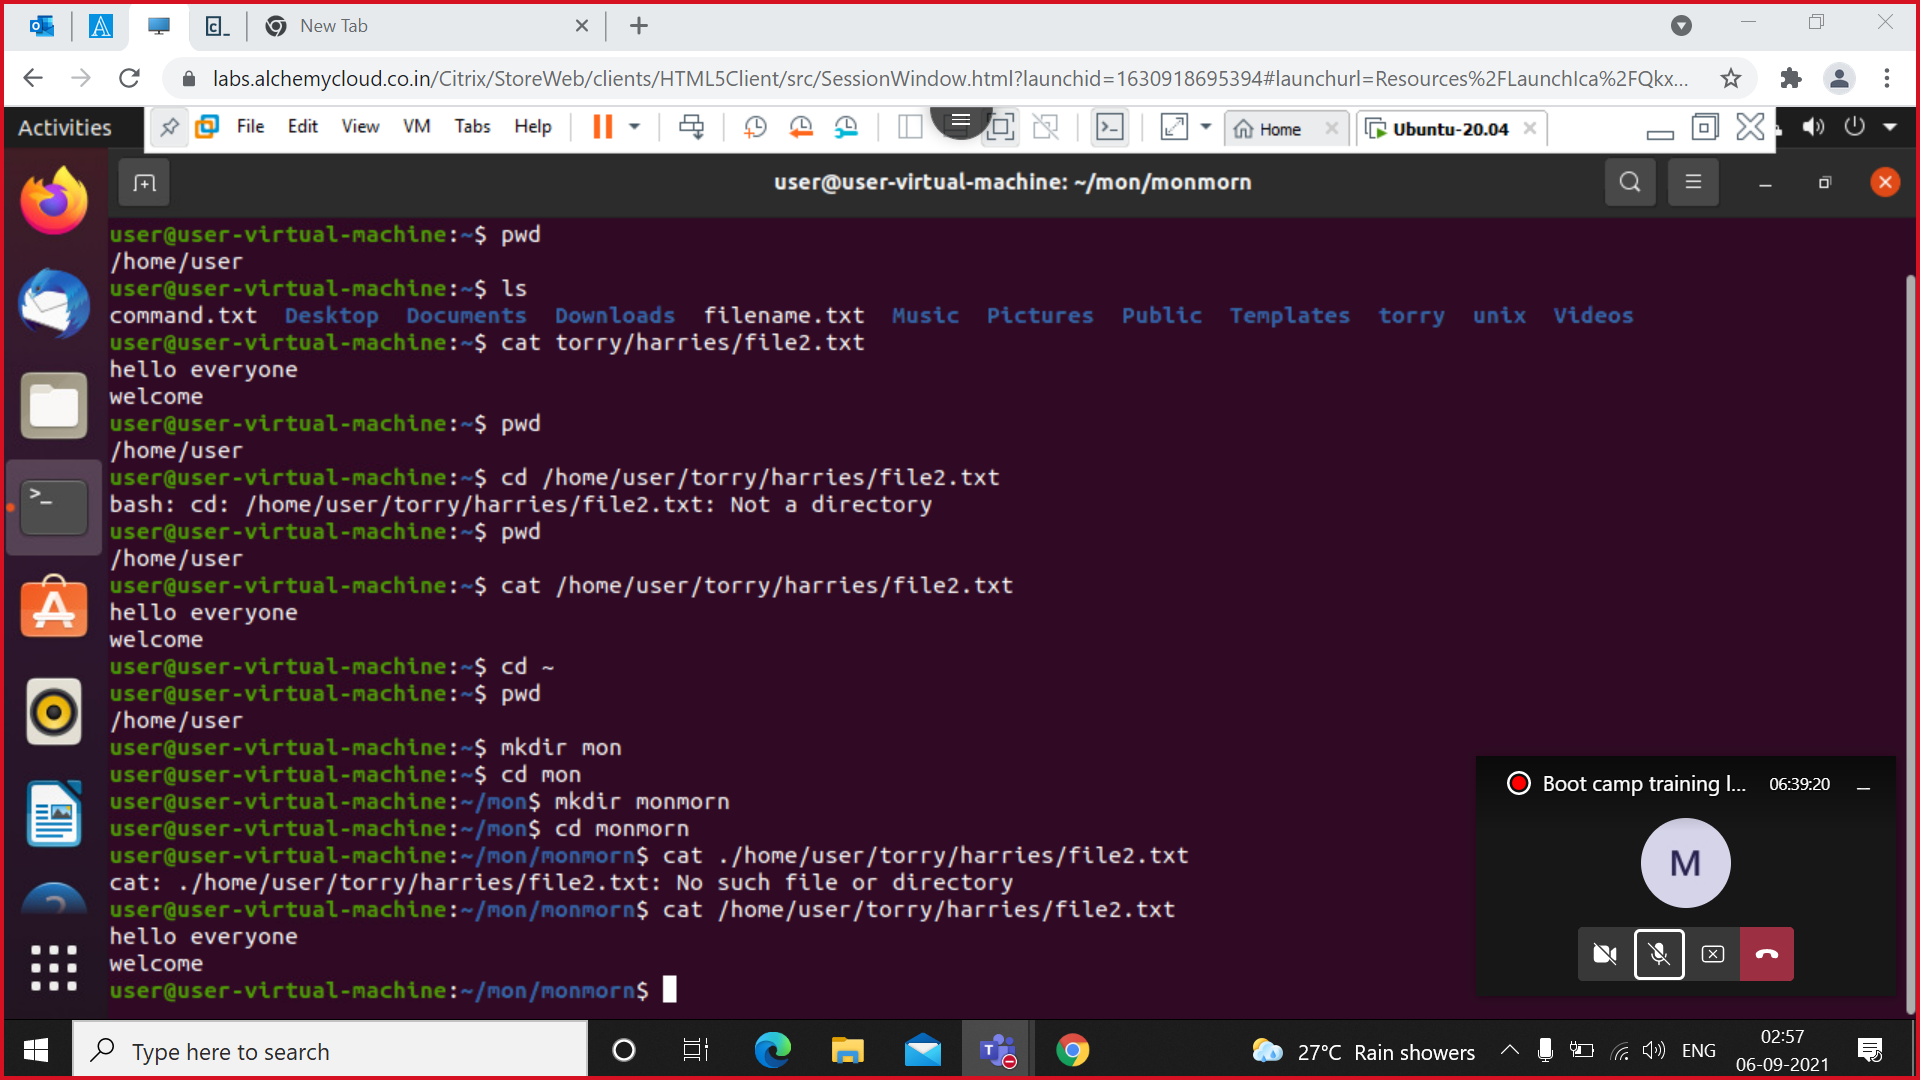 New Tab
labs.alchemycloud.co.in/Citrix/StoreWeb/clients/HTML5Client/src/SessionWindow.html?launchid=1630918695394#launchurl=Resources%2FLaunchIca%2FQkx...
Activities File Edit View VM Tabs Help Home Ubuntu-20.04
user@user-virtual-machine: ~/mon/monmorn
user@user-virtual-machine:~$ pwd
/home/user
user@user-virtual-machine:~$ ls
command.txt Desktop Documents Downloads filename.txt Music Pictures Public Templates torry unix Videos
user@user-virtual-machine:~$ cat torry/harries/file2.txt
hello everyone
welcome
user@user-virtual-machine:~$ pwd
/home/user
user@user-virtual-machine:~$ cd /home/user/torry/harries/file2.txt
bash: cd: /home/user/torry/harries/file2.txt: Not a directory
user@user-virtual-machine:~$ pwd
/home/user
user@user-virtual-machine:~$ cat /home/user/torry/harries/file2.txt
hello everyone
welcome
user@user-virtual-machine:~$ cd ~
user@user-virtual-machine:~$ pwd
/home/user
user@user-virtual-machine:~$ mkdir mon
user@user-virtual-machine:~$ cd mon
user@user-virtual-machine:~/mon$ mkdir monmorn
user@user-virtual-machine:~/mon$ cd monmorn
user@user-virtual-machine:~/mon/monmorn$ cat ./home/user/torry/harries/file2.txt
cat: ./home/user/torry/harries/file2.txt: No such file or directory
user@user-virtual-machine:~/mon/monmorn$ cat /home/user/torry/harries/file2.txt
hello everyone
welcome
user@user-virtual-machine:~/mon/monmorn$
Boot camp training l... 06:39:20
M
Type here to search
27°C Rain showers
ENG
02:57
06-09-2021